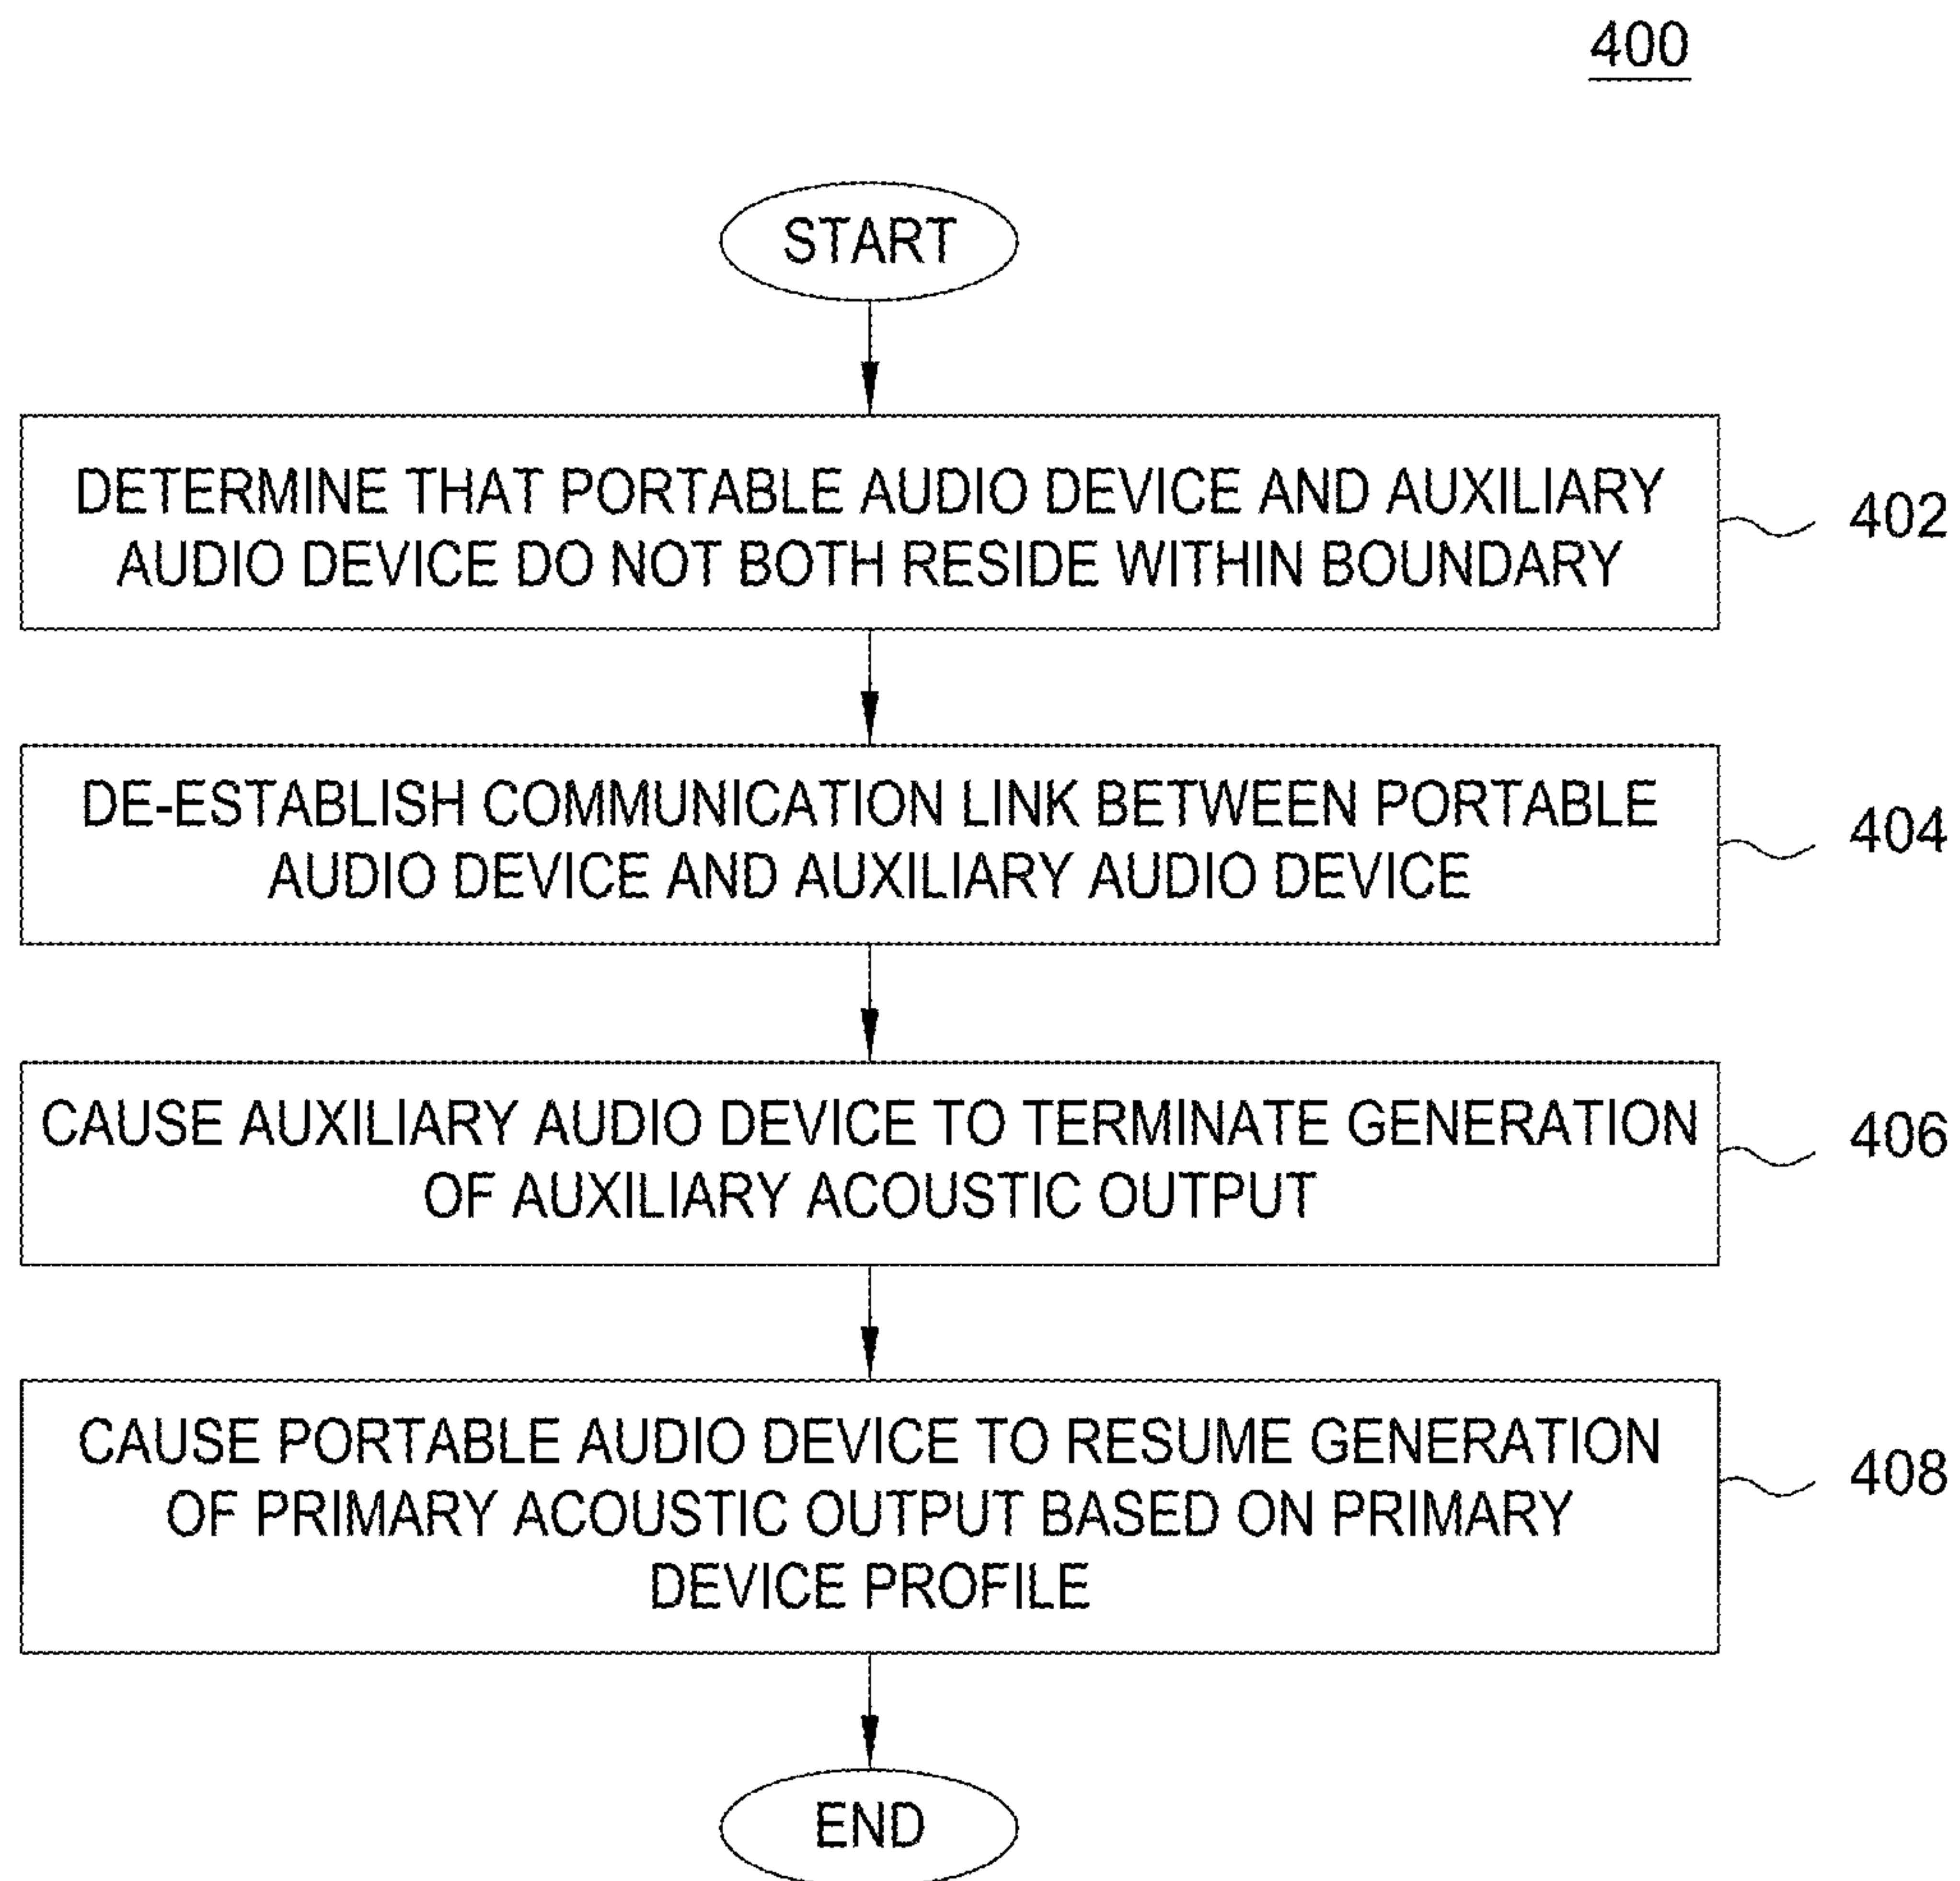 400
START
DETERMINE THAT PORTABLE AUDIO DEVICE AND AUXILIARY
AUDIO DEVICE DO NOT BOTH RESIDE WITHIN BOUNDARY
402
DE-ESTABLISH COMMUNICATION LINK BETWEEN PORTABLE
AUDIO DEVICE AND AUXILIARY AUDIO DEVICE
404
CAUSE AUXILIARY AUDIO DEVICE TO TERMINATE GENERATION
OF AUXILIARY ACOUSTIC OUTPUT
406
CAUSE PORTABLE AUDIO DEVICE TO RESUME GENERATION
OF PRIMARY ACOUSTIC OUTPUT BASED ON PRIMARY
DEVICE PROFILE
408
END